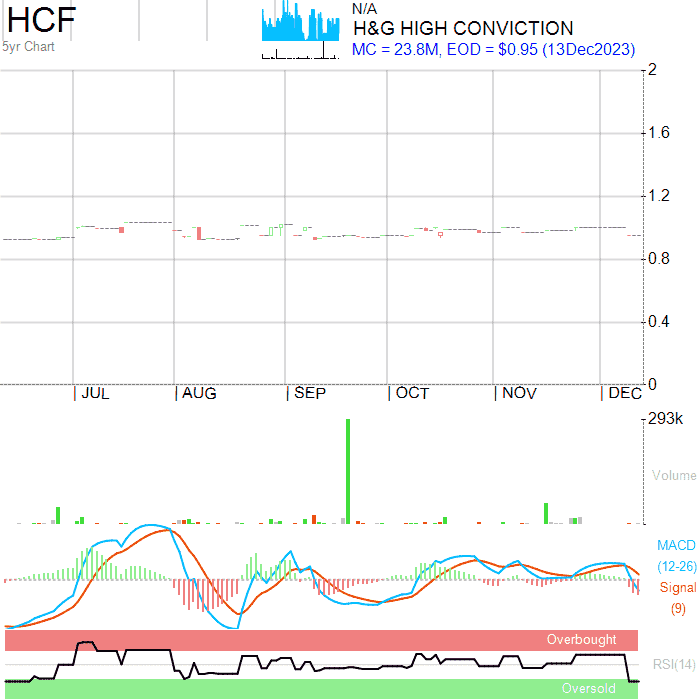 HCF
N/A
H&G HIGH CONVICTION
5yr Chart
MC = 23.8M, EOD = $0.95 (13Dec2023)
2
1.6
1.2
0.8
0.4
0
JUL AUG SEP OCT NOV DEC
293k
Volume
MACD
(12-26)
Signal
(9)
Overbought
RSI(14)
Oversold